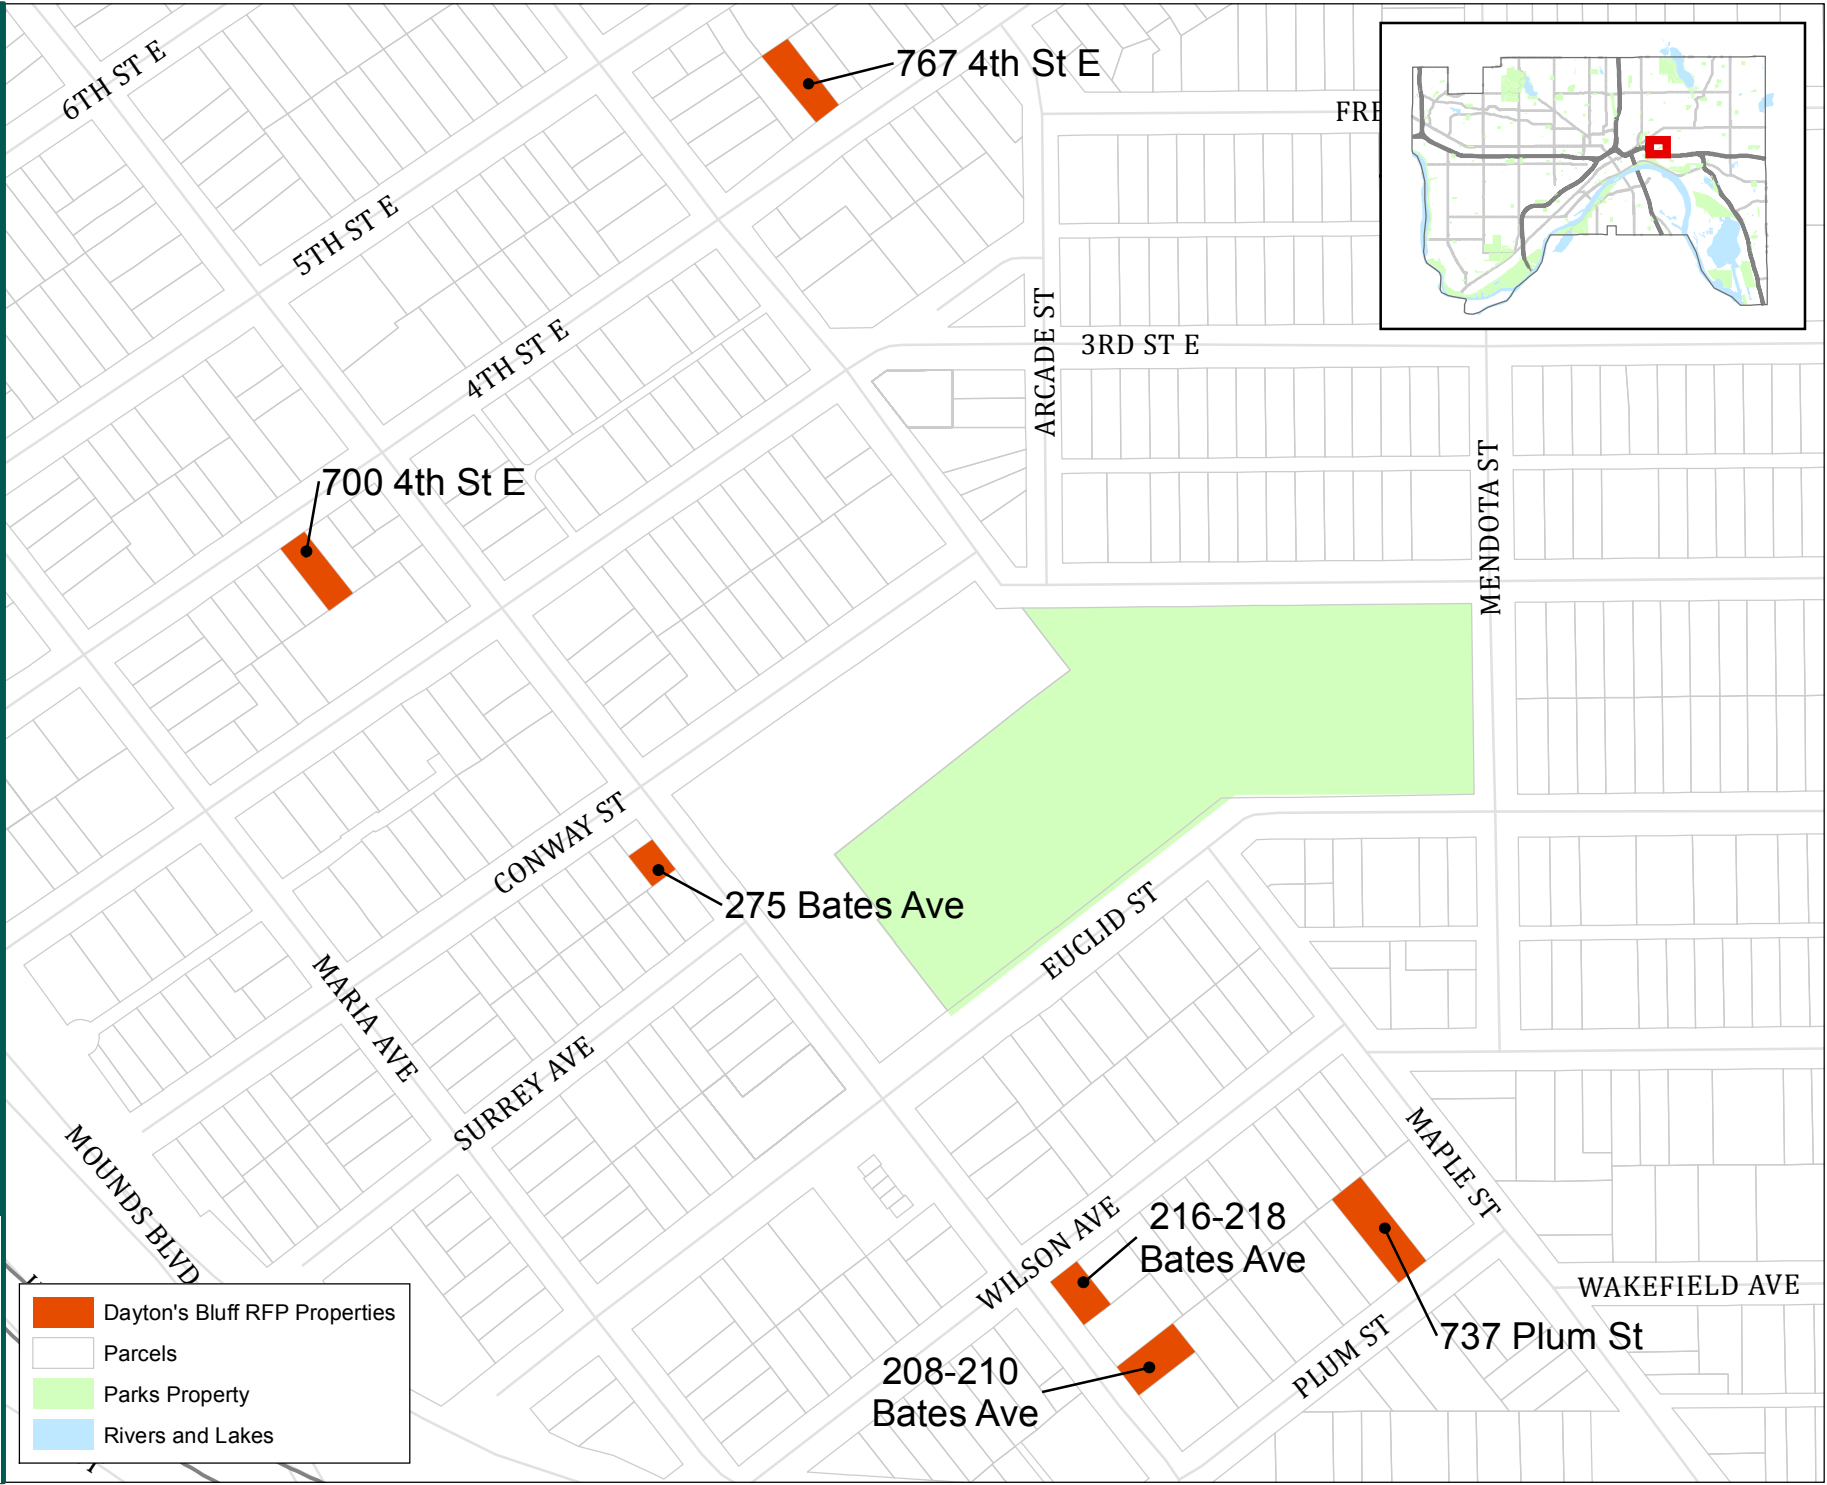 6TH ST E
767 4th St E
FRE
5TH ST E
ARCADE ST
3RD ST E
4TH ST E
MENDOTA ST
700 4th St E
CONWAY ST
275 Bates Ave
EUCLID ST
MARIA AVE
SURREY AVE
MOUNDS BLVD
MAPLE ST
WILSON AVE
216-218
Bates Ave
WAKEFIELD AVE
737 Plum St
PLUM ST
208-210
Bates Ave
Dayton's Bluff RFP Properties
Parcels
Parks Property
Rivers and Lakes